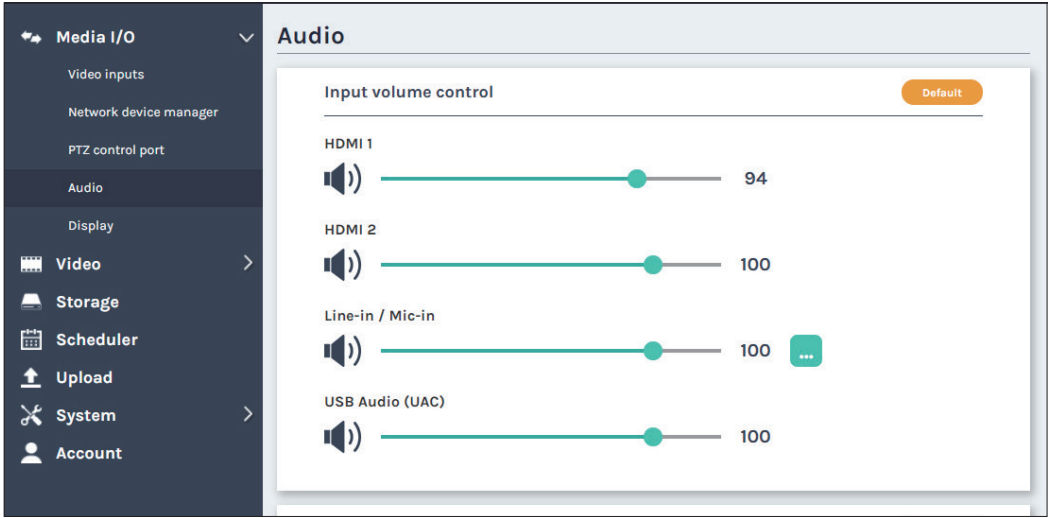 Media I/O
Video inputs
Network device manager
PTZ control port
Audio
Display
Video
Storage
Scheduler
Upload
System
Account
Audio
Input volume control
Default
HDMI 1
94
HDMI 2
100
Line-in / Mic-in
100
...
USB Audio (UAC)
100